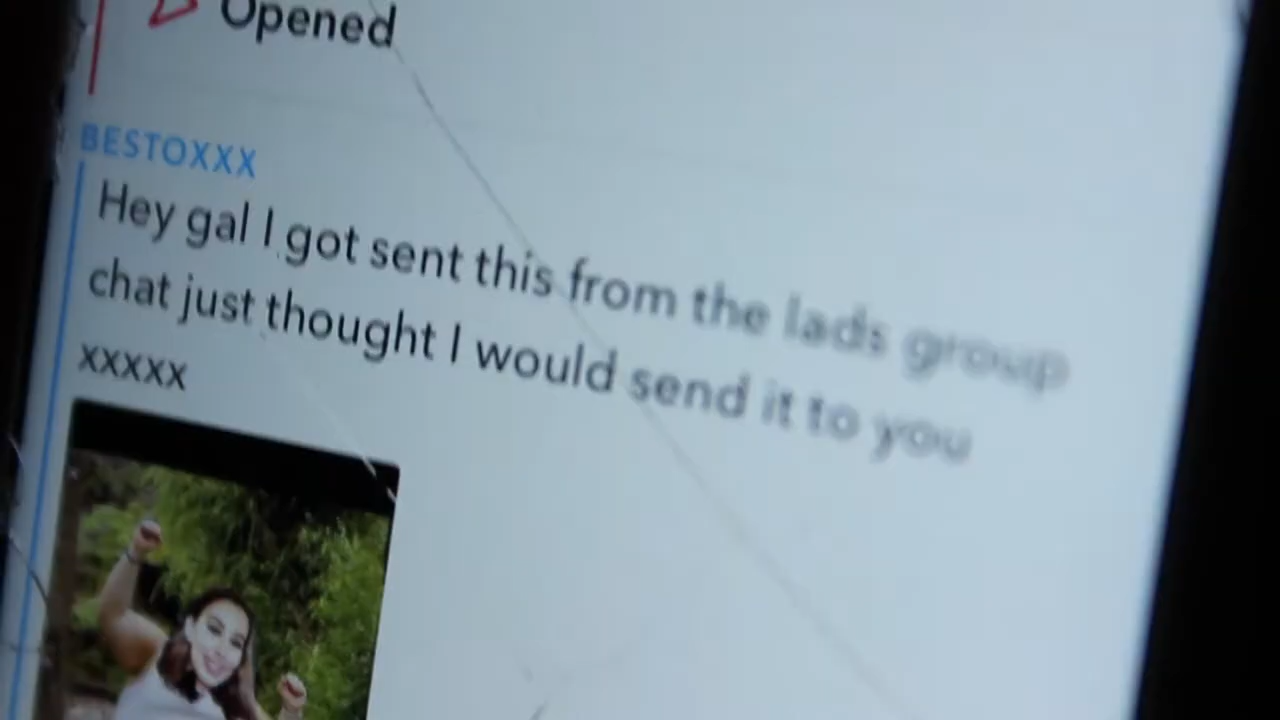 Opened
BESTOXXX
Hey gal I got sent this from the lads group
chat just thought I would send it to you
xxxxx